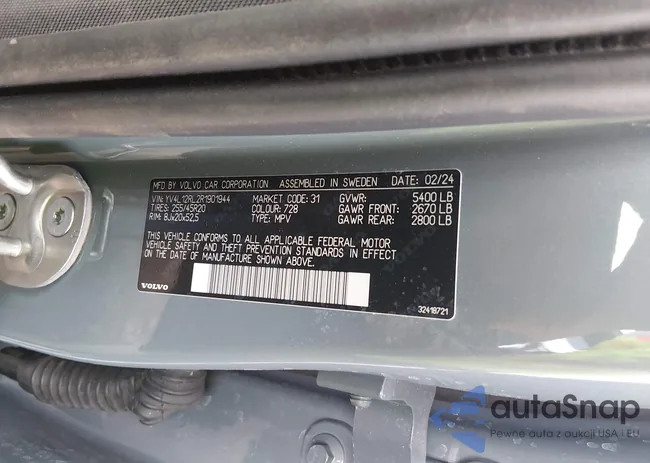 MFD BY VOLVO CAR CORPORATION ASSEMBLED IN SWEDEN DATE: 02/24
VIN: YV4L12RL2R1901944 MARKET CODE: 31 GVWR: 5400 LB
TIRES: 255/45R20 COLOUR: 728 GAWR FRONT: 2670 LB
RIM: 8Jx20x52,5 TYPE: MPV GAWR REAR: 2800 LB
THIS VEHICLE CONFORMS TO ALL APPLICABLE FEDERAL MOTOR
VEHICLE SAFETY AND THEFT PREVENTION STANDARDS IN EFFECT
ON THE DATE OF MANUFACTURE SHOWN ABOVE.
VOLVO
32418721
autaSnap
Pewne auta z aukcji USA i EU